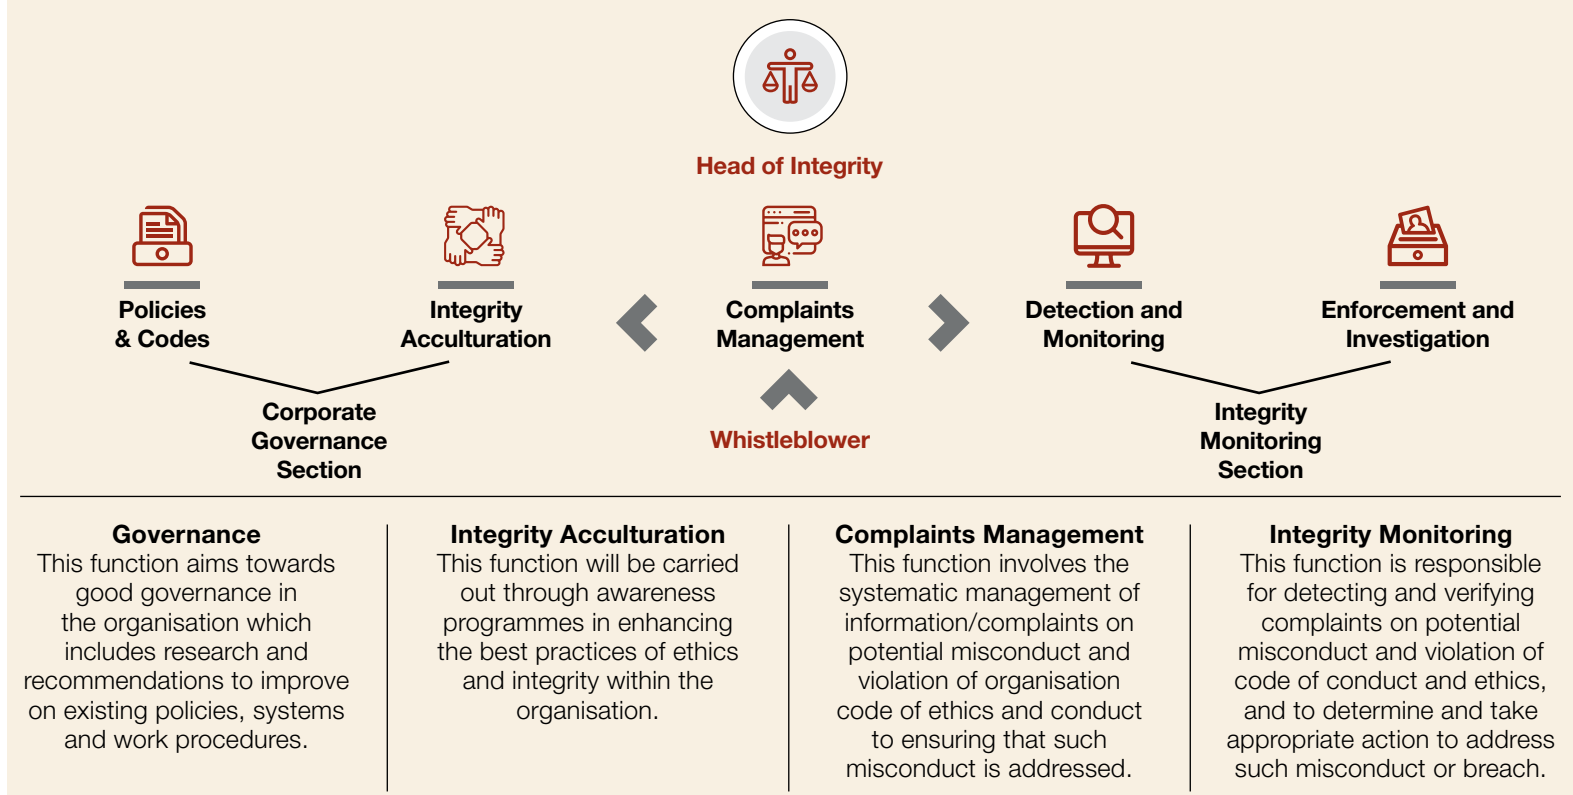 Head of Integrity
Policies
& Codes
Integrity
Acculturation
Complaints
Management
Detection and
Monitoring
Enforcement and
Investigation
Corporate
Governance
Section
Whistleblower
Integrity
Monitoring
Section
Governance
This function aims towards
good governance in
the organisation which
includes research and
recommendations to improve
on existing policies, systems
and work procedures.
Integrity Acculturation
This function will be carried
out through awareness
programmes in enhancing
the best practices of ethics
and integrity within the
organisation.
Complaints Management
This function involves the
systematic management of
information/complaints on
potential misconduct and
violation of organisation
code of ethics and conduct
to ensuring that such
misconduct is addressed.
Integrity Monitoring
This function is responsible
for detecting and verifying
complaints on potential
misconduct and violation of
code of conduct and ethics,
and to determine and take
appropriate action to address
such misconduct or breach.